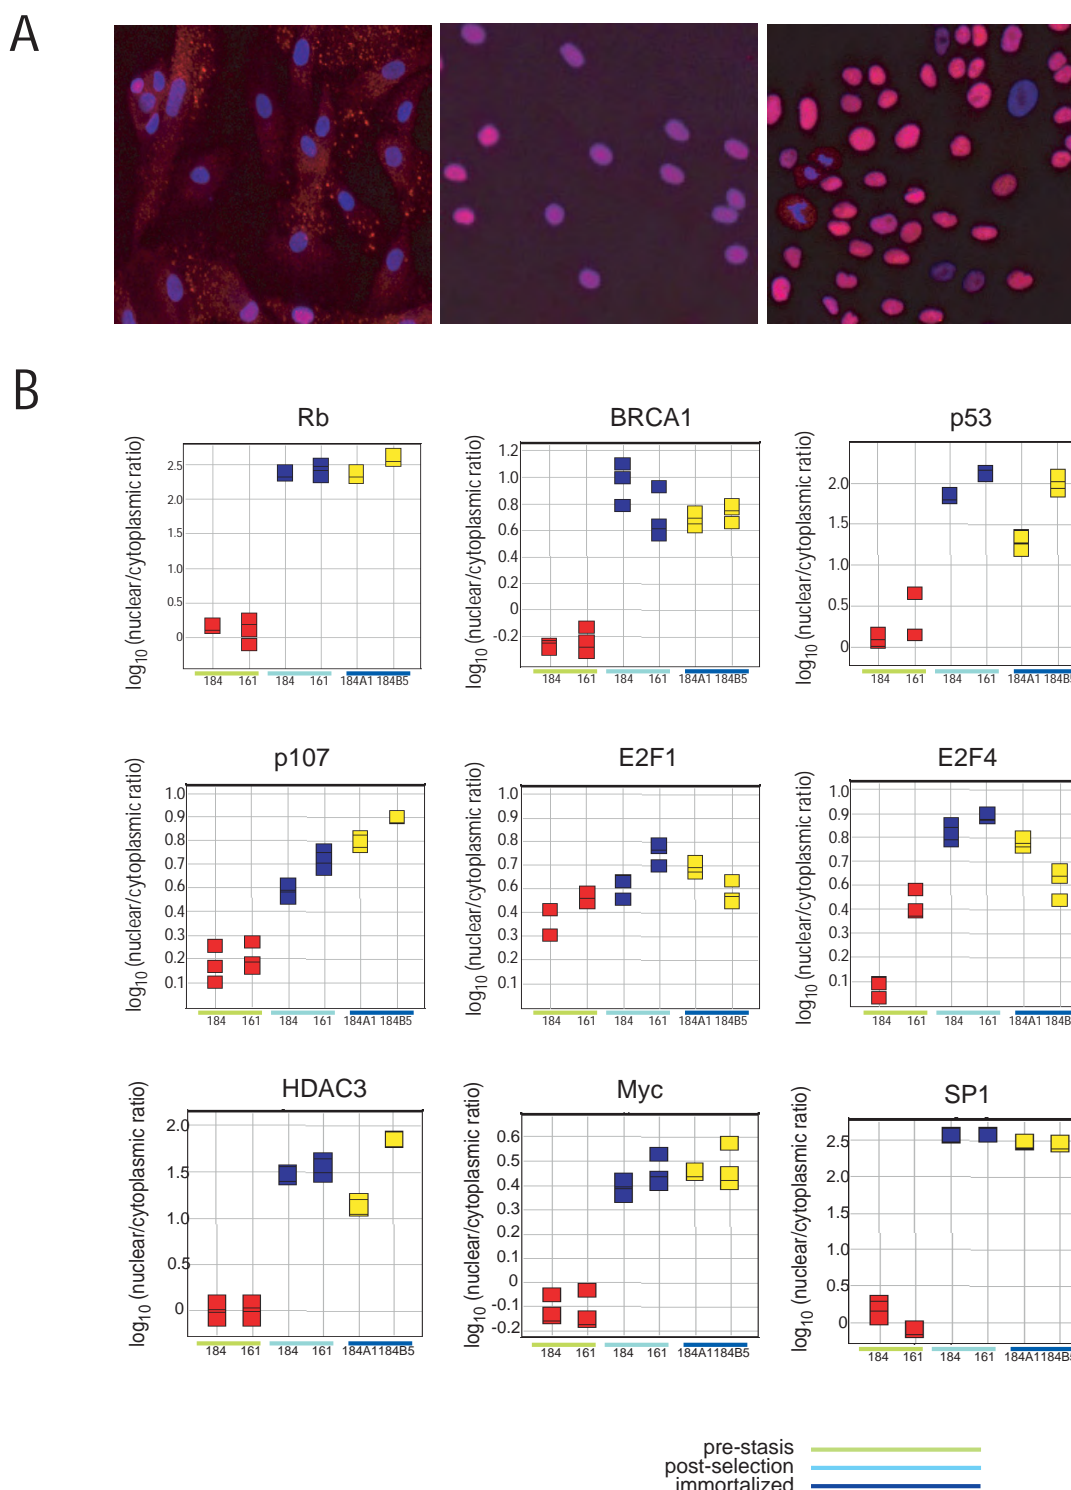 A
B
Rb
BRCA1
p53
log10 (nuclear/cytoplasmic ratio)
2.5
2.0
1.5
1.0
0.5
0
184 161 184 161 184A1 184B5
log10 (nuclear/cytoplasmic ratio)
1.2
1.0
0.8
0.6
0.4
0.2
0
-0.2
184 161 184 161 184A1 184B5
log10 (nuclear/cytoplasmic ratio)
2.0
1.5
1.0
0.5
0
184 161 184 161 184A1 184B5
p107
E2F1
E2F4
log10 (nuclear/cytoplasmic ratio)
1.0
0.9
0.8
0.7
0.6
0.4
0.3
0.2
0.1
184 161 184 161 184A1 184B5
log10 (nuclear/cytoplasmic ratio)
1.0
0.9
0.8
0.7
0.6
0.4
0.3
0.2
0.1
184 161 184 161 184A1 184B5
log10 (nuclear/cytoplasmic ratio)
1.0
0.9
0.8
0.7
0.6
0.4
0.3
0.2
0.1
184 161 184 161 184A1 184B
HDAC3
Myc
SP1
log10 (nuclear/cytoplasmic ratio)
2.0
1.5
1.0
0.5
0
184 161 184 161 184A1 184B5
log10 (nuclear/cytoplasmic ratio)
0.6
0.5
0.4
0.3
0.2
0.1
0
-0.1
-0.2
184 161 184 161 184A1 184B5
log10 (nuclear/cytoplasmic ratio)
2.5
2.0
1.5
1.0
0.5
0
184 161 184 161 184A1 184B5
pre-stasis
post-selection
immortalized